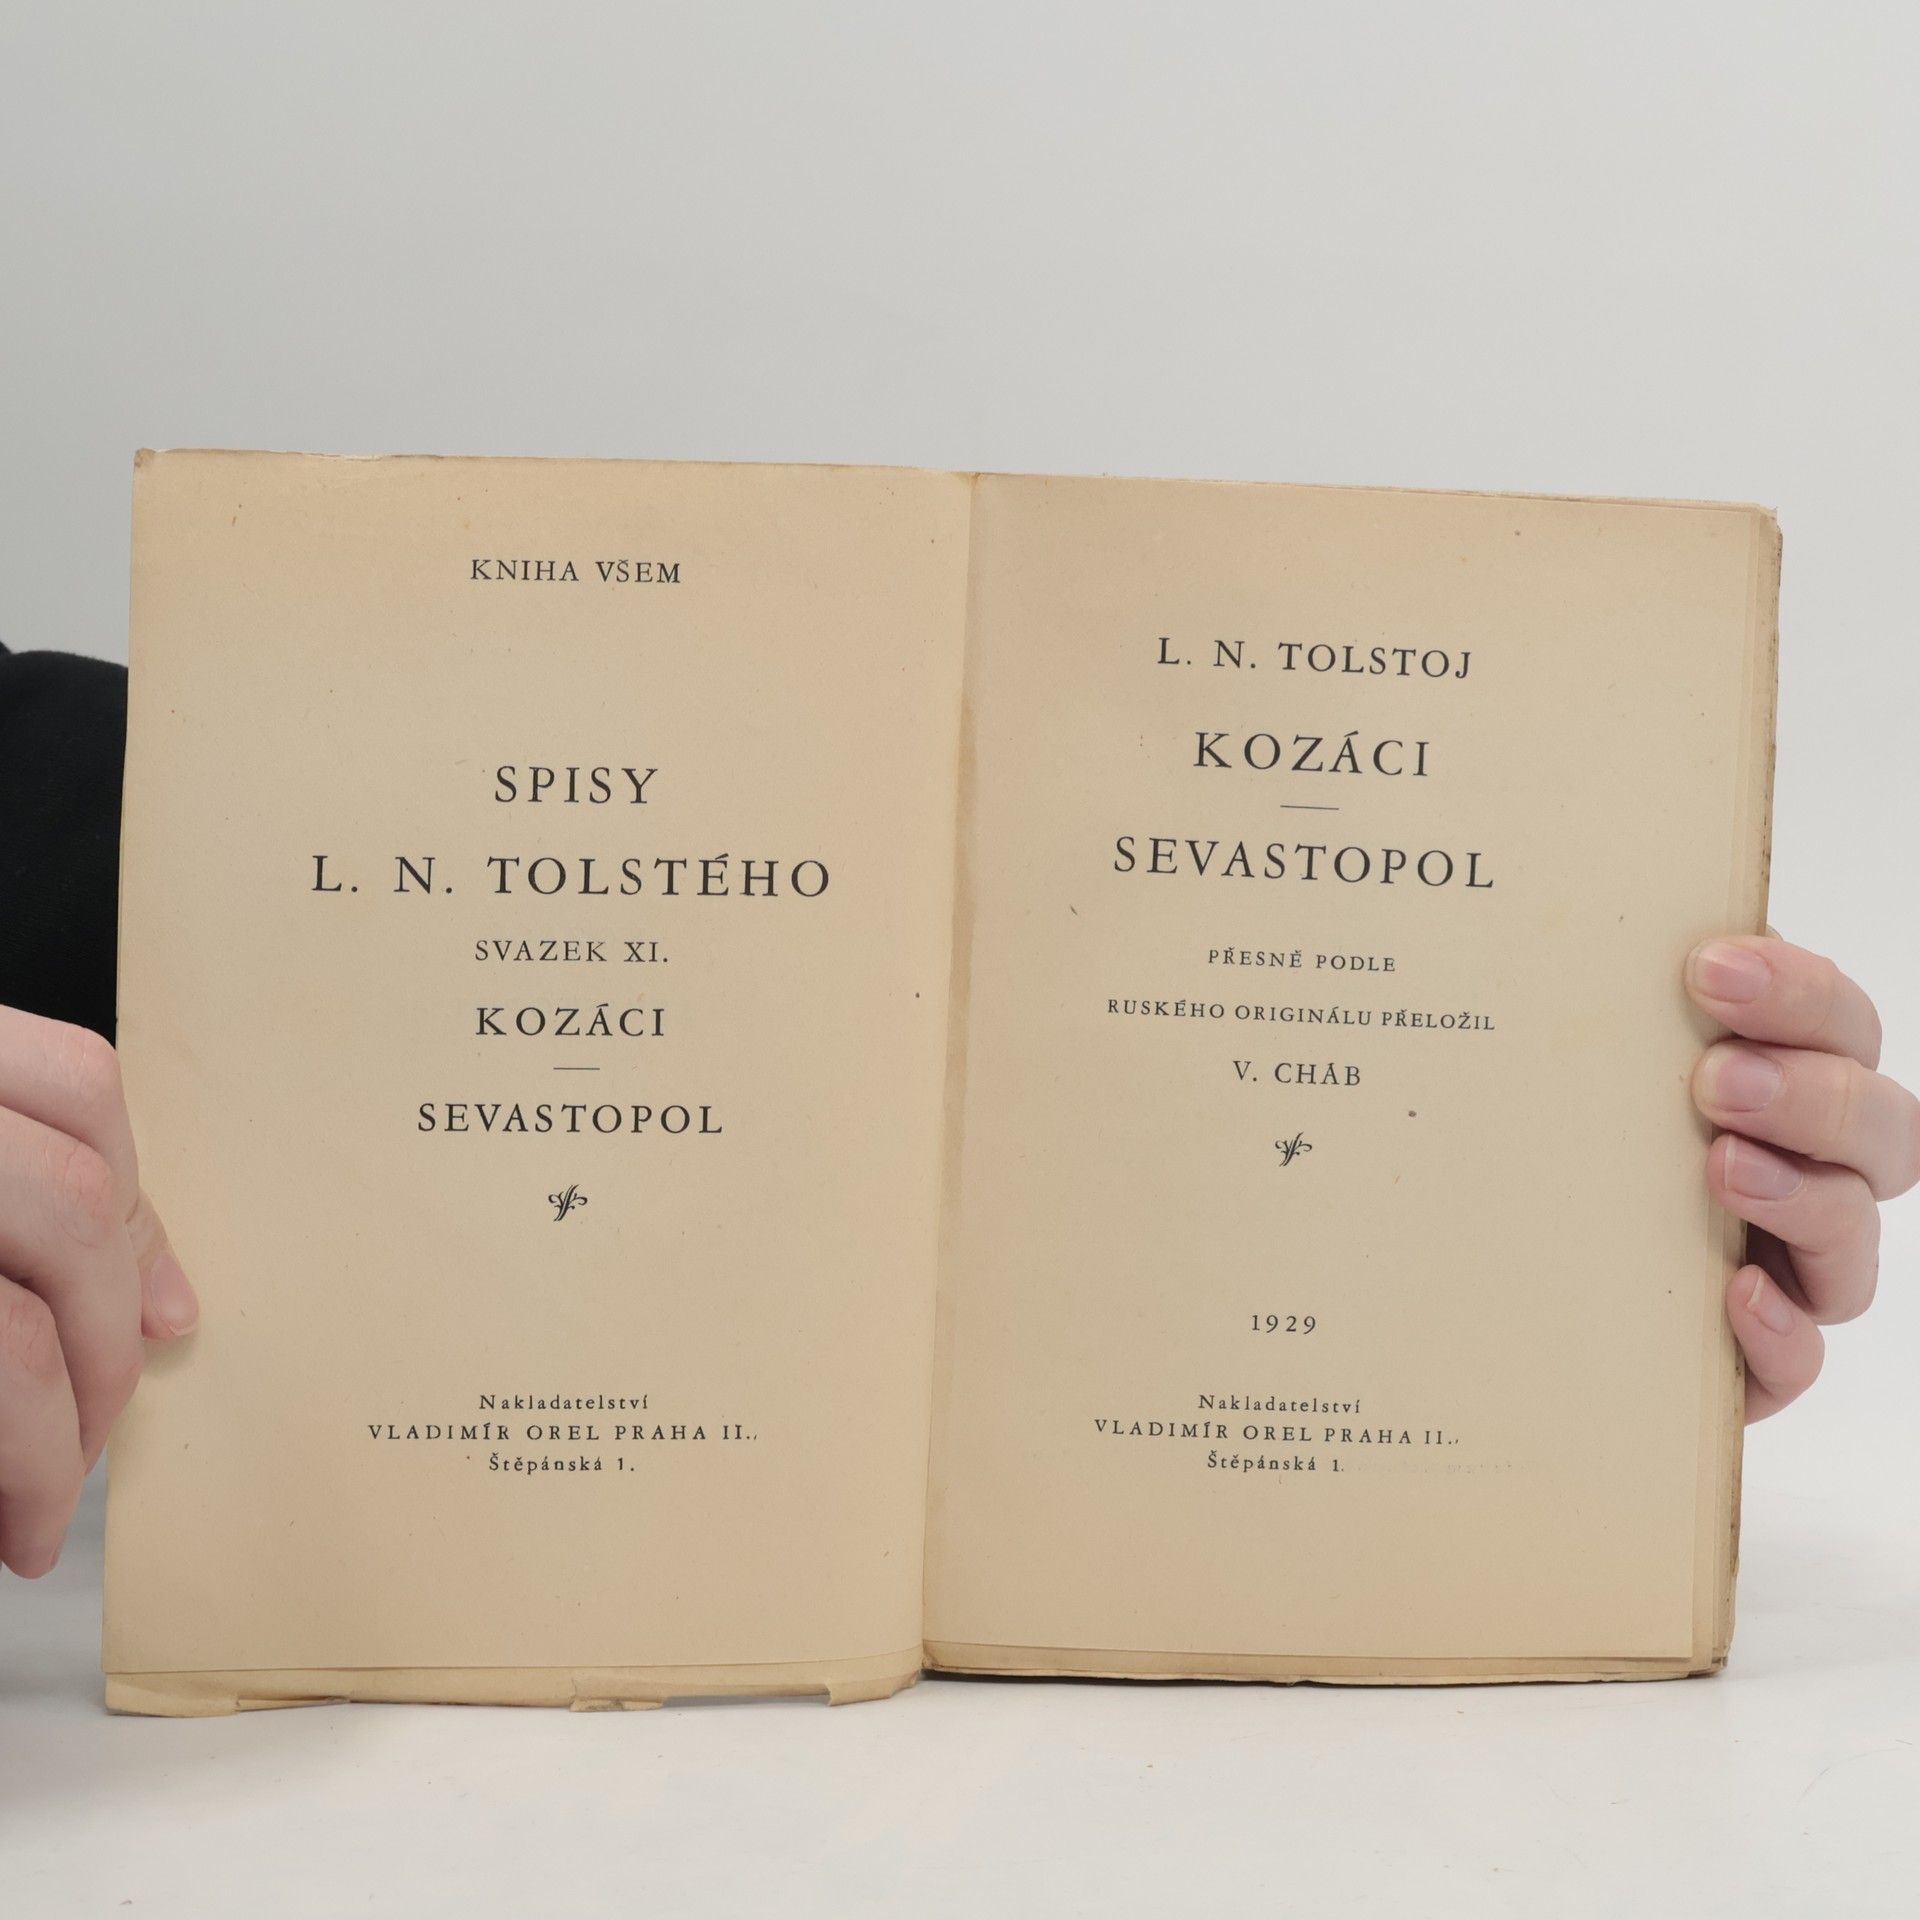 KNIHA VŠEM
SPISY
L. N. TOLSTÉHO
SVAZEK XI.
KOZÁCI
SEVASTOPOL
Nakladatelství
VLADIMÍR OREL PRAHA II.,
Štěpánská 1.
L. N. TOLSTOJ
KOZÁCI
SEVASTOPOL
PŘESNĚ PODLE
RUSKÉHO ORIGINÁLU PŘELOŽIL
V. CHÁB
1929
Nakladatelství
VLADIMÍR OREL PRAHA II.,
Štěpánská 1.